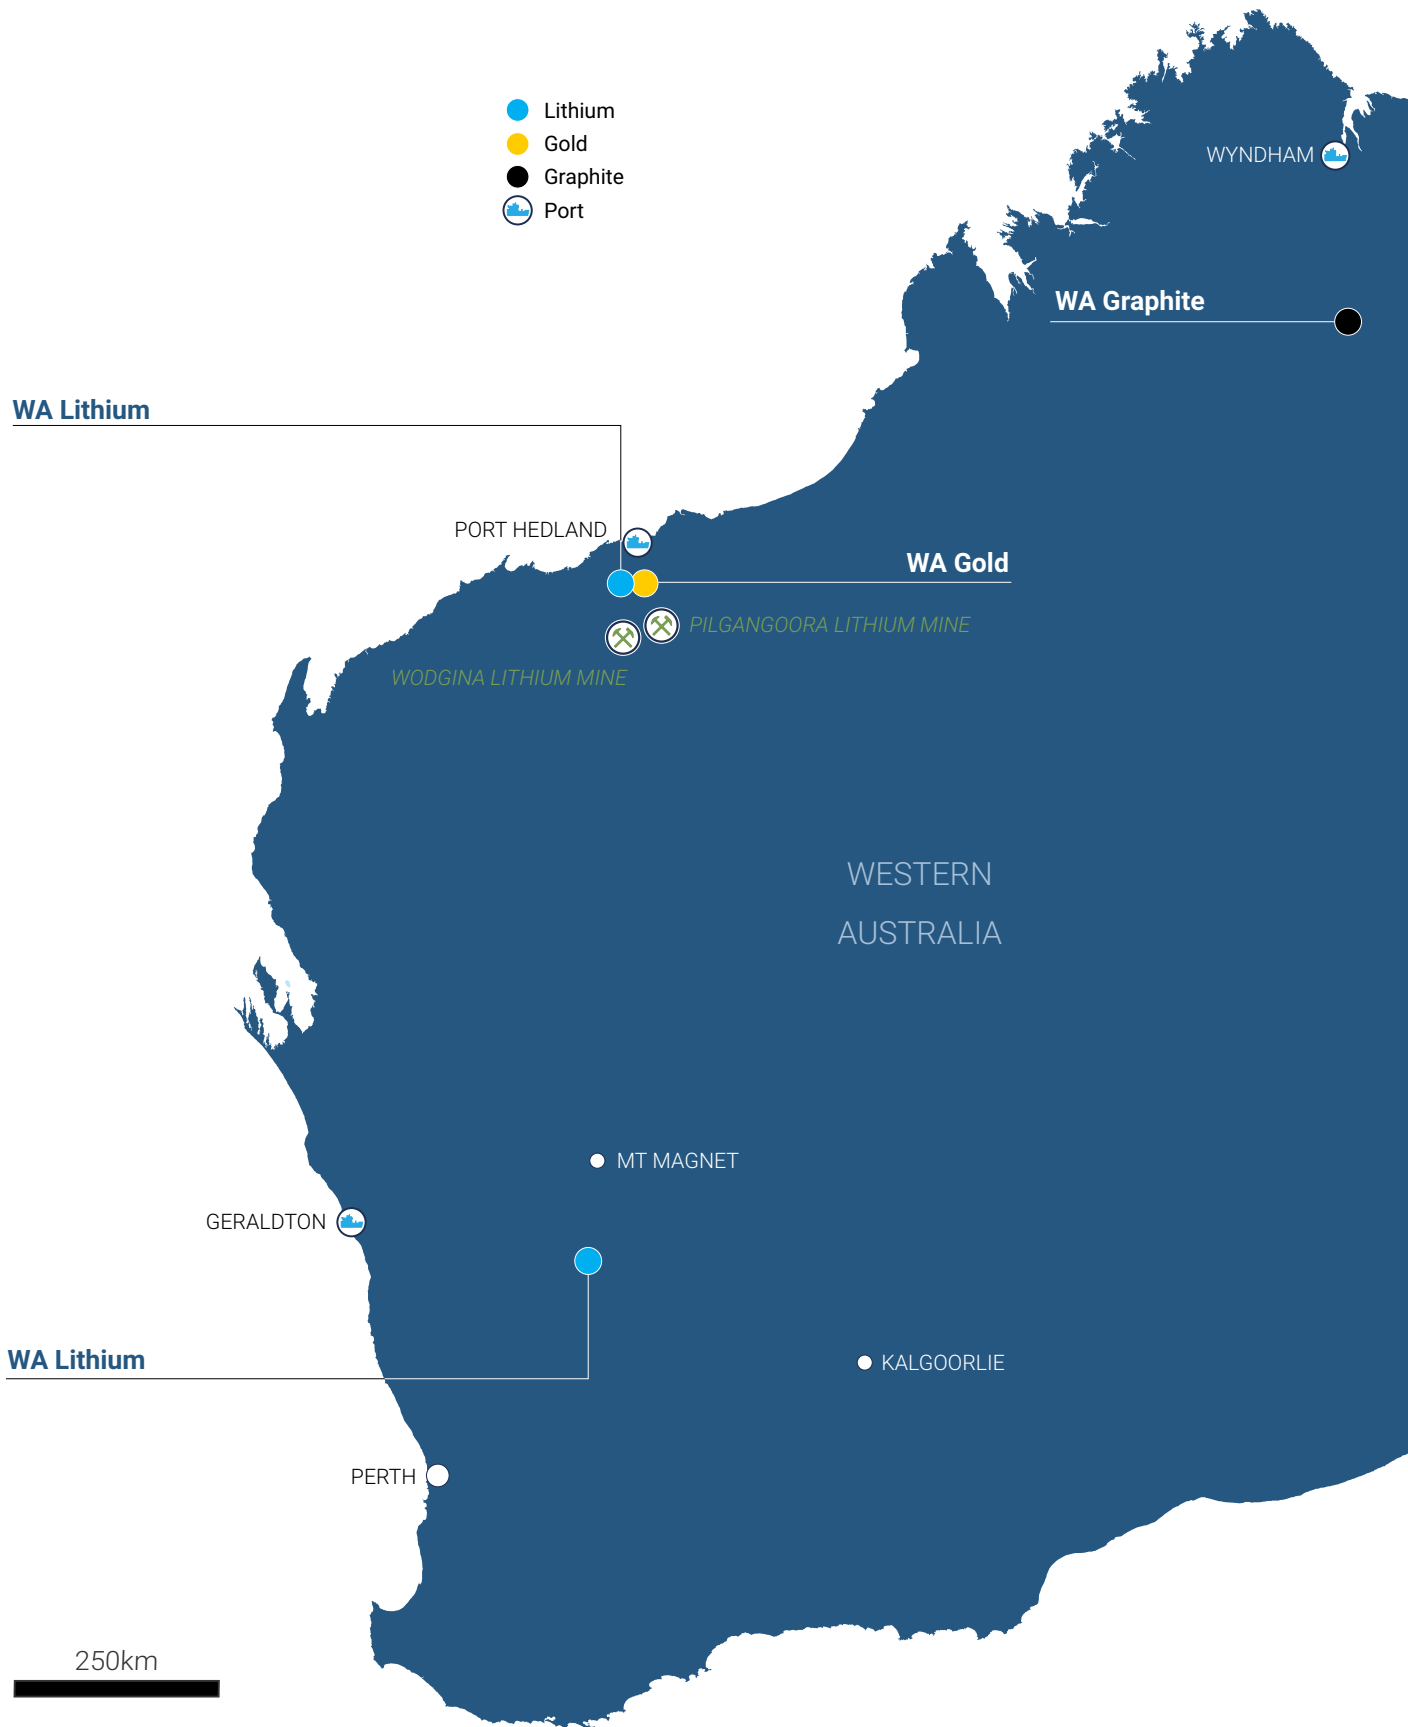 Lithium
Gold
Graphite
Port
WYNDHAM
WA Graphite
WA Lithium
PORT HEDLAND
WA Gold
PILGANGOORA LITHIUM MINE
WODGINA LITHIUM MINE
WESTERN
AUSTRALIA
MT MAGNET
GERALDTON
WA Lithium
KALGOORLIE
PERTH
250km